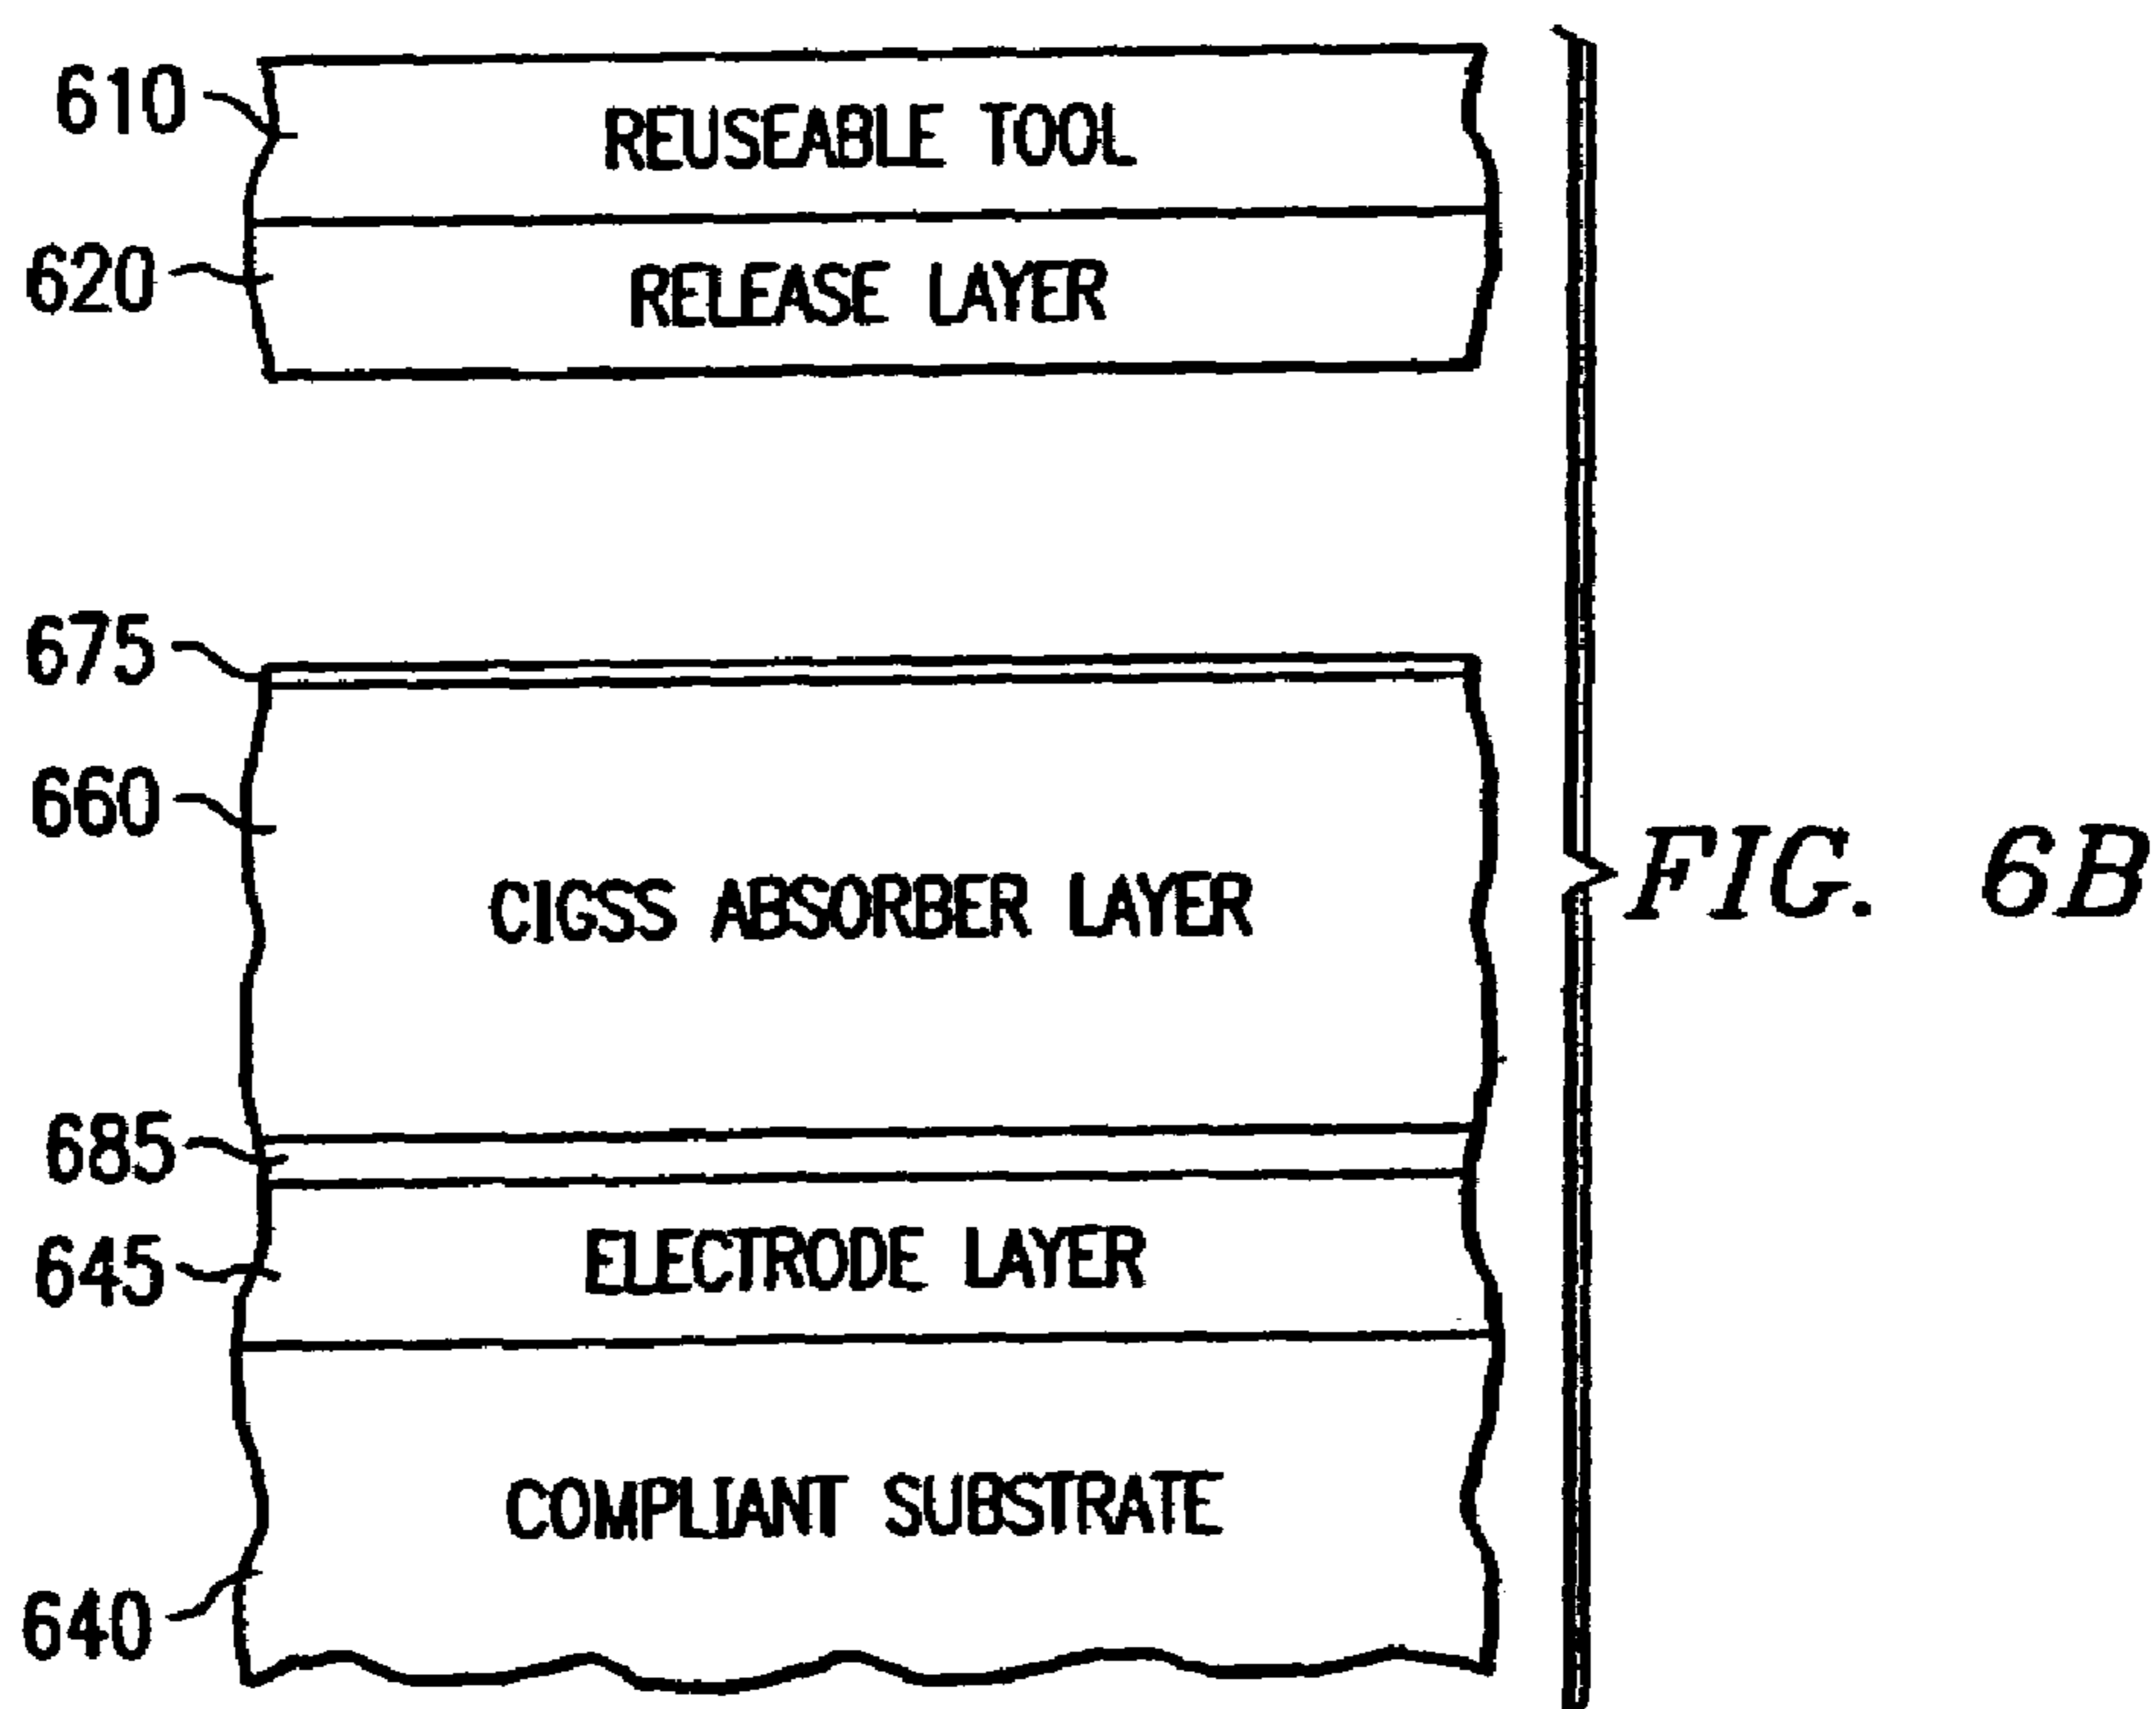 610
REUSEABLE TOOL
620
RELEASE LAYER
675
660
CIGSS ABSORBER LAYER
FIG. 6B
685
645
ELECTRODE LAYER
COMPLIANT SUBSTRATE
640